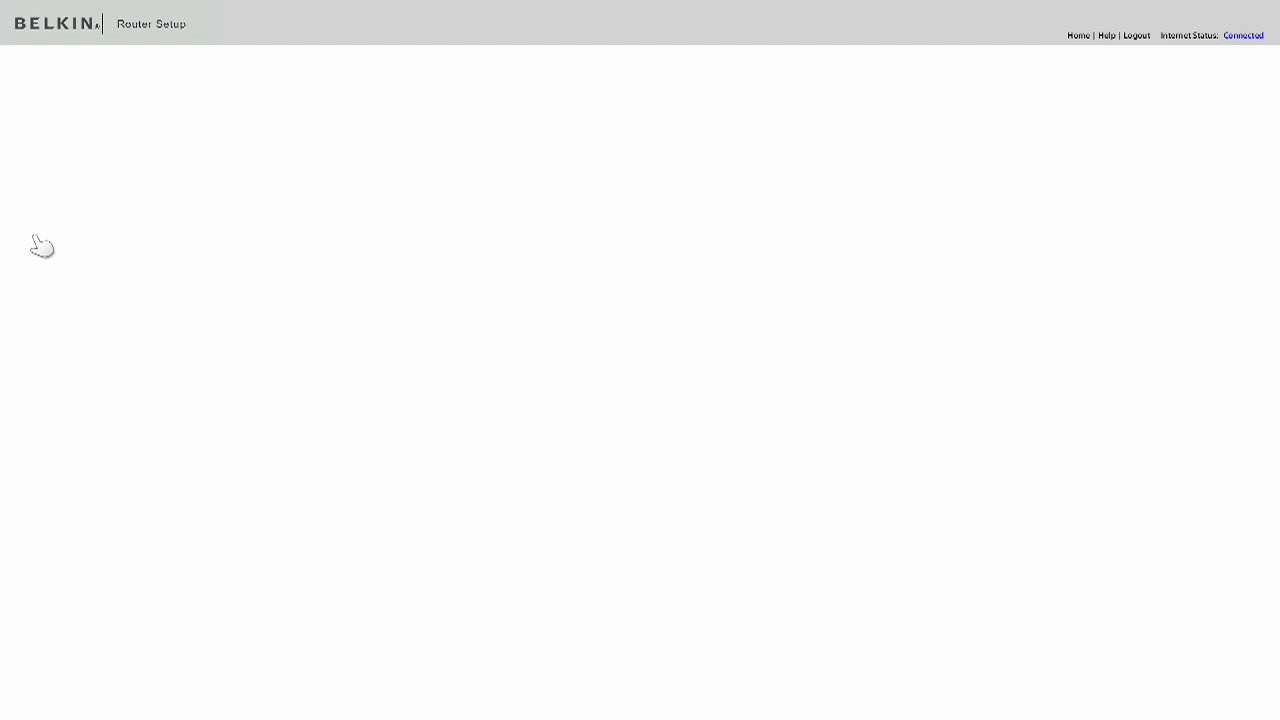 BELKIN | Router Setup
Home | Help | Logout Internet Status: Connected